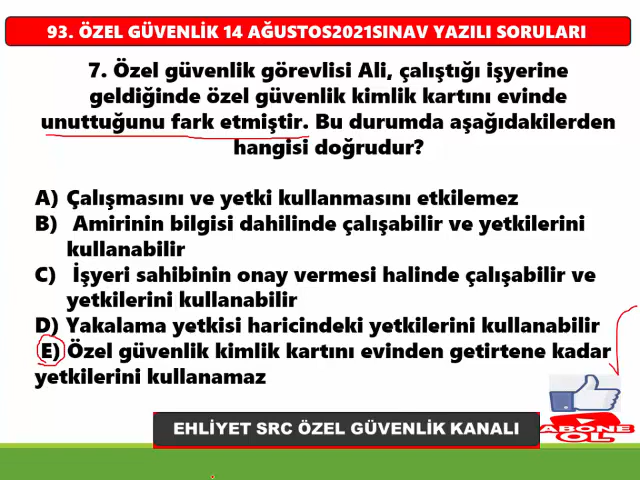 93. ÖZEL GÜVENLİK 14 AĞUSTOS2021SINAV YAZILI SORULARI
7. Özel güvenlik görevlisi Ali, çalıştığı işyerine
geldiğinde özel güvenlik kimlik kartını evinde
unuttuğunu fark etmiştir. Bu durumda aşağıdakilerden
hangisi doğrudur?
A) Çalışmasını ve yetki kullanmasını etkilemez
B) Amirinin bilgisi dahilinde çalışabilir ve yetkilerini
kullanabilir
C) İşyeri sahibinin onay vermesi halinde çalışabilir ve
yetkilerini kullanabilir
D) Yakalama yetkisi haricindeki yetkilerini kullanabilir
E) Özel güvenlik kimlik kartını evinden getirtene kadar
yetkilerini kullanamaz
EHLİYET SRC ÖZEL GÜVENLİK KANALI
ABONE
OL